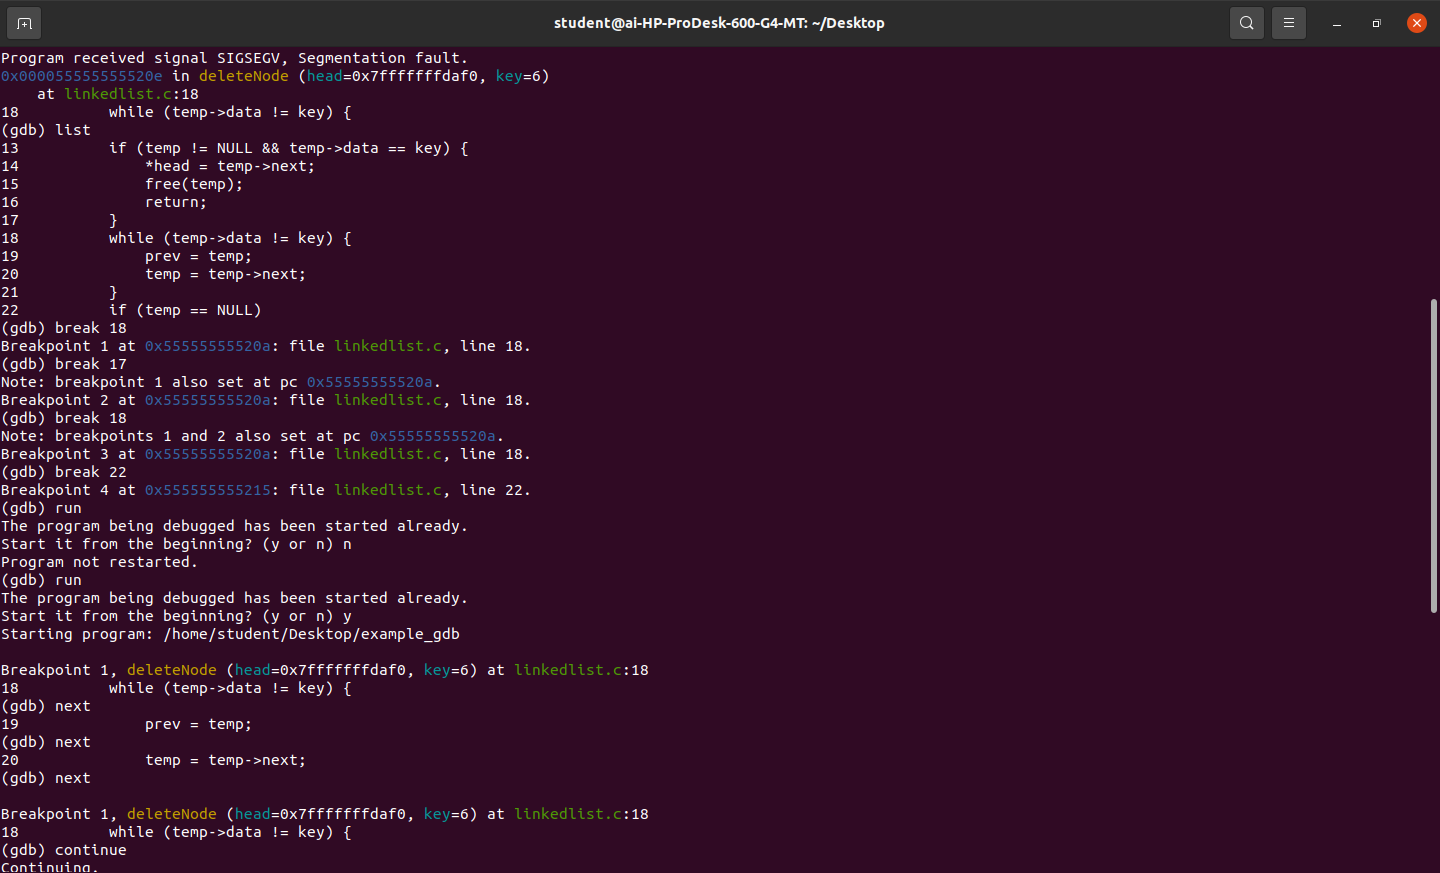 student@ai-HP-ProDesk-600-G4-MT: ~/Desktop
Program received signal SIGSEGV, Segmentation fault.
0x000055555555520e in deleteNode (head=0x7fffffffdaf0, key=6)
    at linkedlist.c:18
18          while (temp->data != key) {
(gdb) list
13          if (temp != NULL && temp->data == key) {
14              *head = temp->next;
15              free(temp);
16              return;
17          }
18          while (temp->data != key) {
19              prev = temp;
20              temp = temp->next;
21          }
22          if (temp == NULL)
(gdb) break 18
Breakpoint 1 at 0x55555555520a: file linkedlist.c, line 18.
(gdb) break 17
Note: breakpoint 1 also set at pc 0x55555555520a.
Breakpoint 2 at 0x55555555520a: file linkedlist.c, line 18.
(gdb) break 18
Note: breakpoints 1 and 2 also set at pc 0x55555555520a.
Breakpoint 3 at 0x55555555520a: file linkedlist.c, line 18.
(gdb) break 22
Breakpoint 4 at 0x555555555215: file linkedlist.c, line 22.
(gdb) run
The program being debugged has been started already.
Start it from the beginning? (y or n) n
Program not restarted.
(gdb) run
The program being debugged has been started already.
Start it from the beginning? (y or n) y
Starting program: /home/student/Desktop/example_gdb

Breakpoint 1, deleteNode (head=0x7fffffffdaf0, key=6) at linkedlist.c:18
18          while (temp->data != key) {
(gdb) next
19              prev = temp;
(gdb) next
20              temp = temp->next;
(gdb) next

Breakpoint 1, deleteNode (head=0x7fffffffdaf0, key=6) at linkedlist.c:18
18          while (temp->data != key) {
(gdb) continue
Continuing.